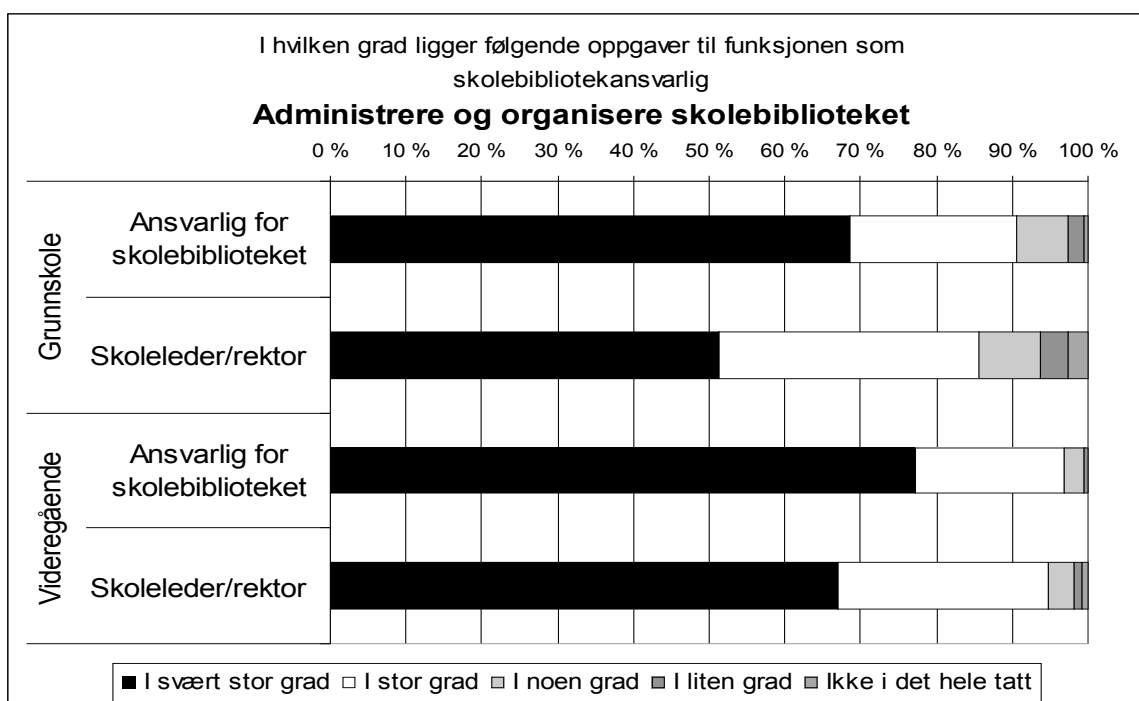 I hvilken grad ligger følgende oppgaver til funksjonen som
skolebibliotekansvarlig
Administrere og organisere skolebiblioteket
0 % 10 % 20 % 30 % 40 % 50 % 60 % 70 % 80 % 90 % 100 %
Grunnskole
Ansvarlig for
skolebiblioteket
Skoleleder/rektor
Videregående
Ansvarlig for
skolebiblioteket
Skoleleder/rektor
I svært stor grad I stor grad I noen grad I liten grad Ikke i det hele tatt